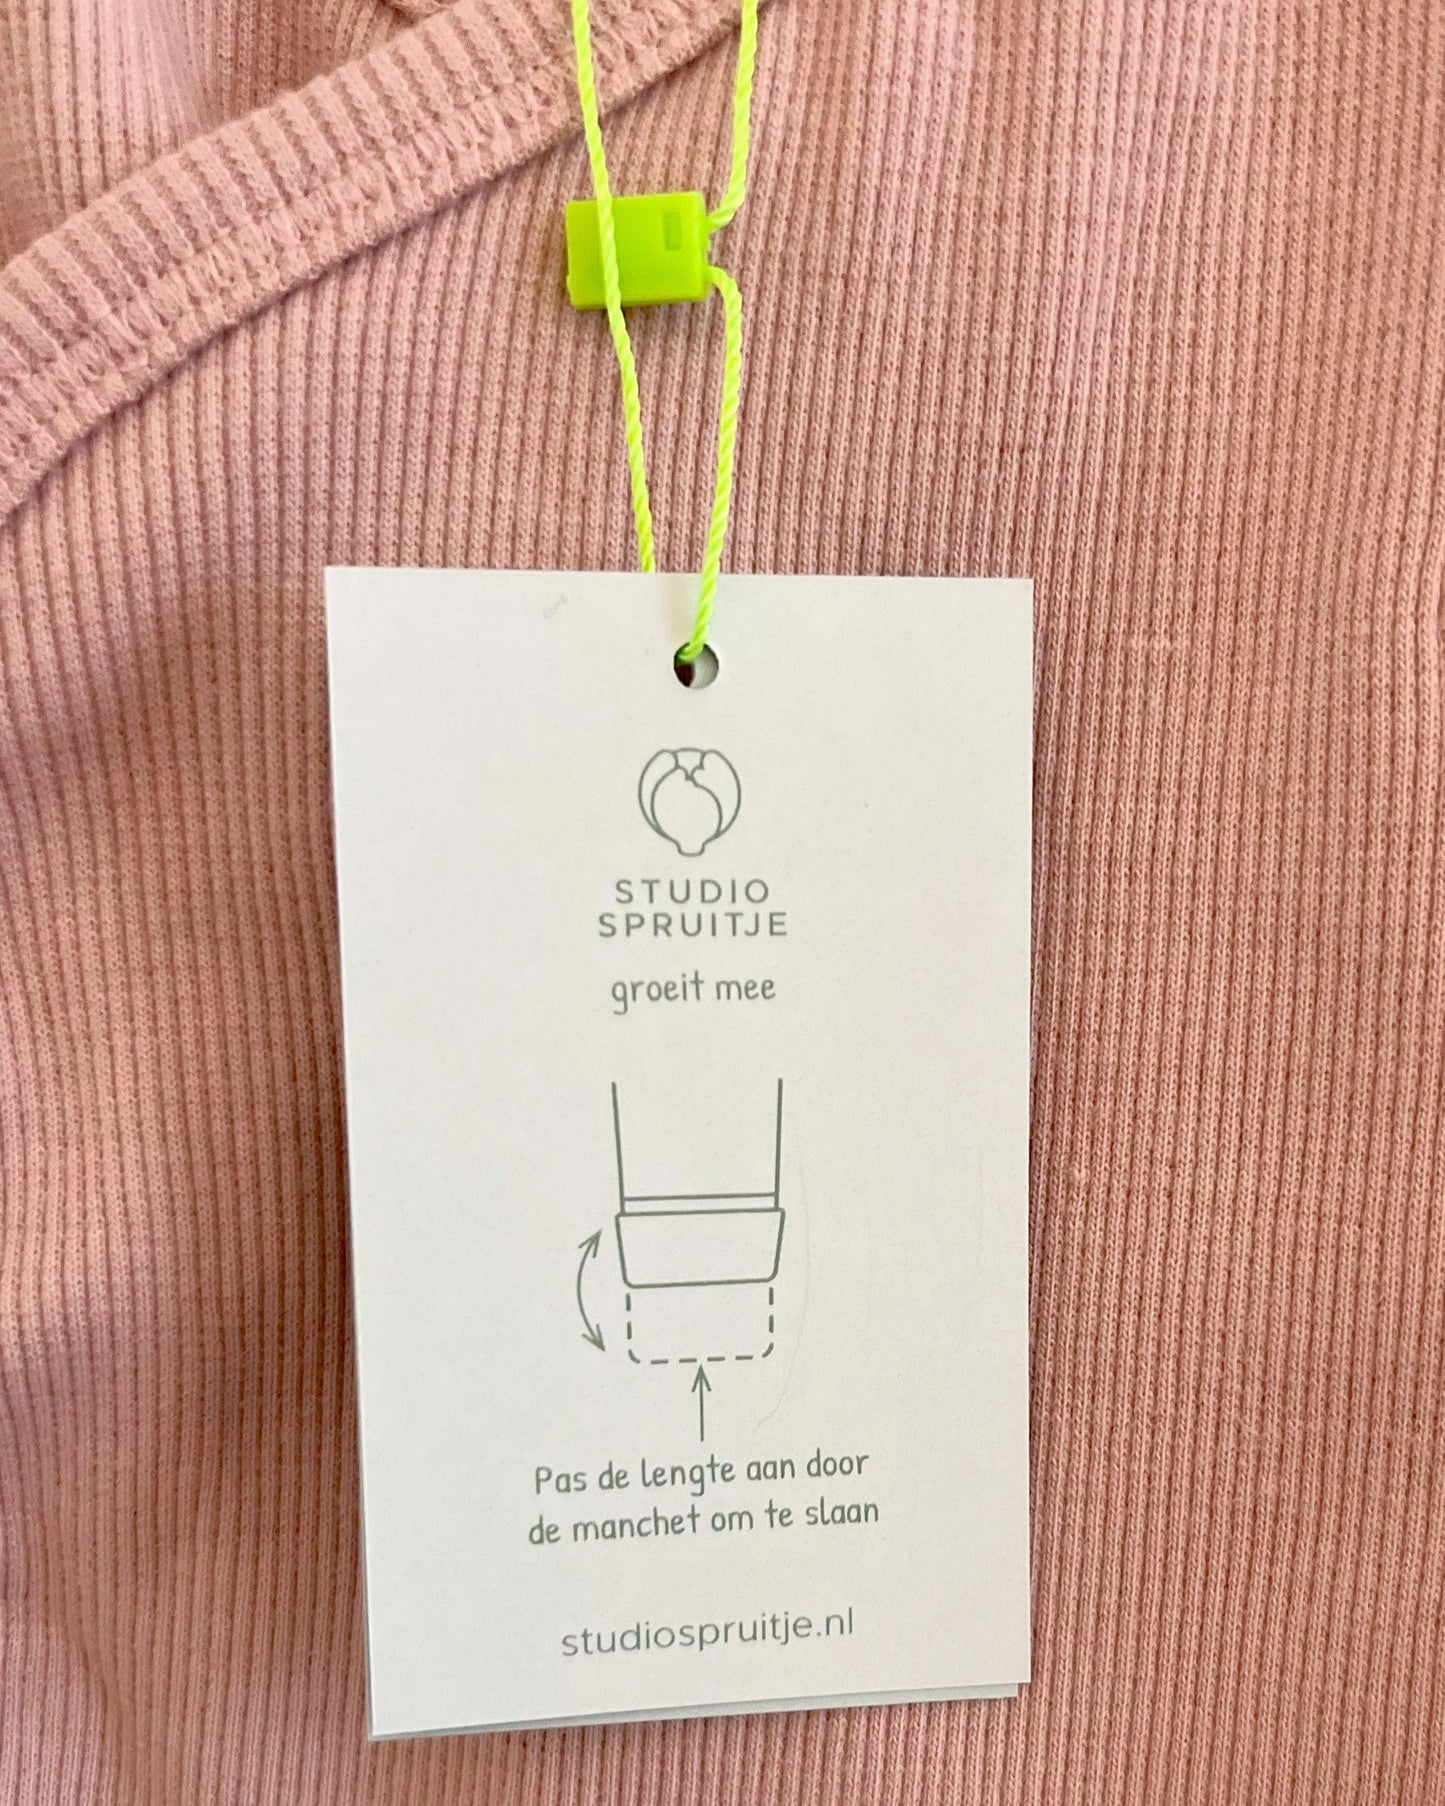 STUDIO
SPRUITJE
groeit mee
Pas de lengte aan door
de manchet om te slaan
studiospruitje.nl